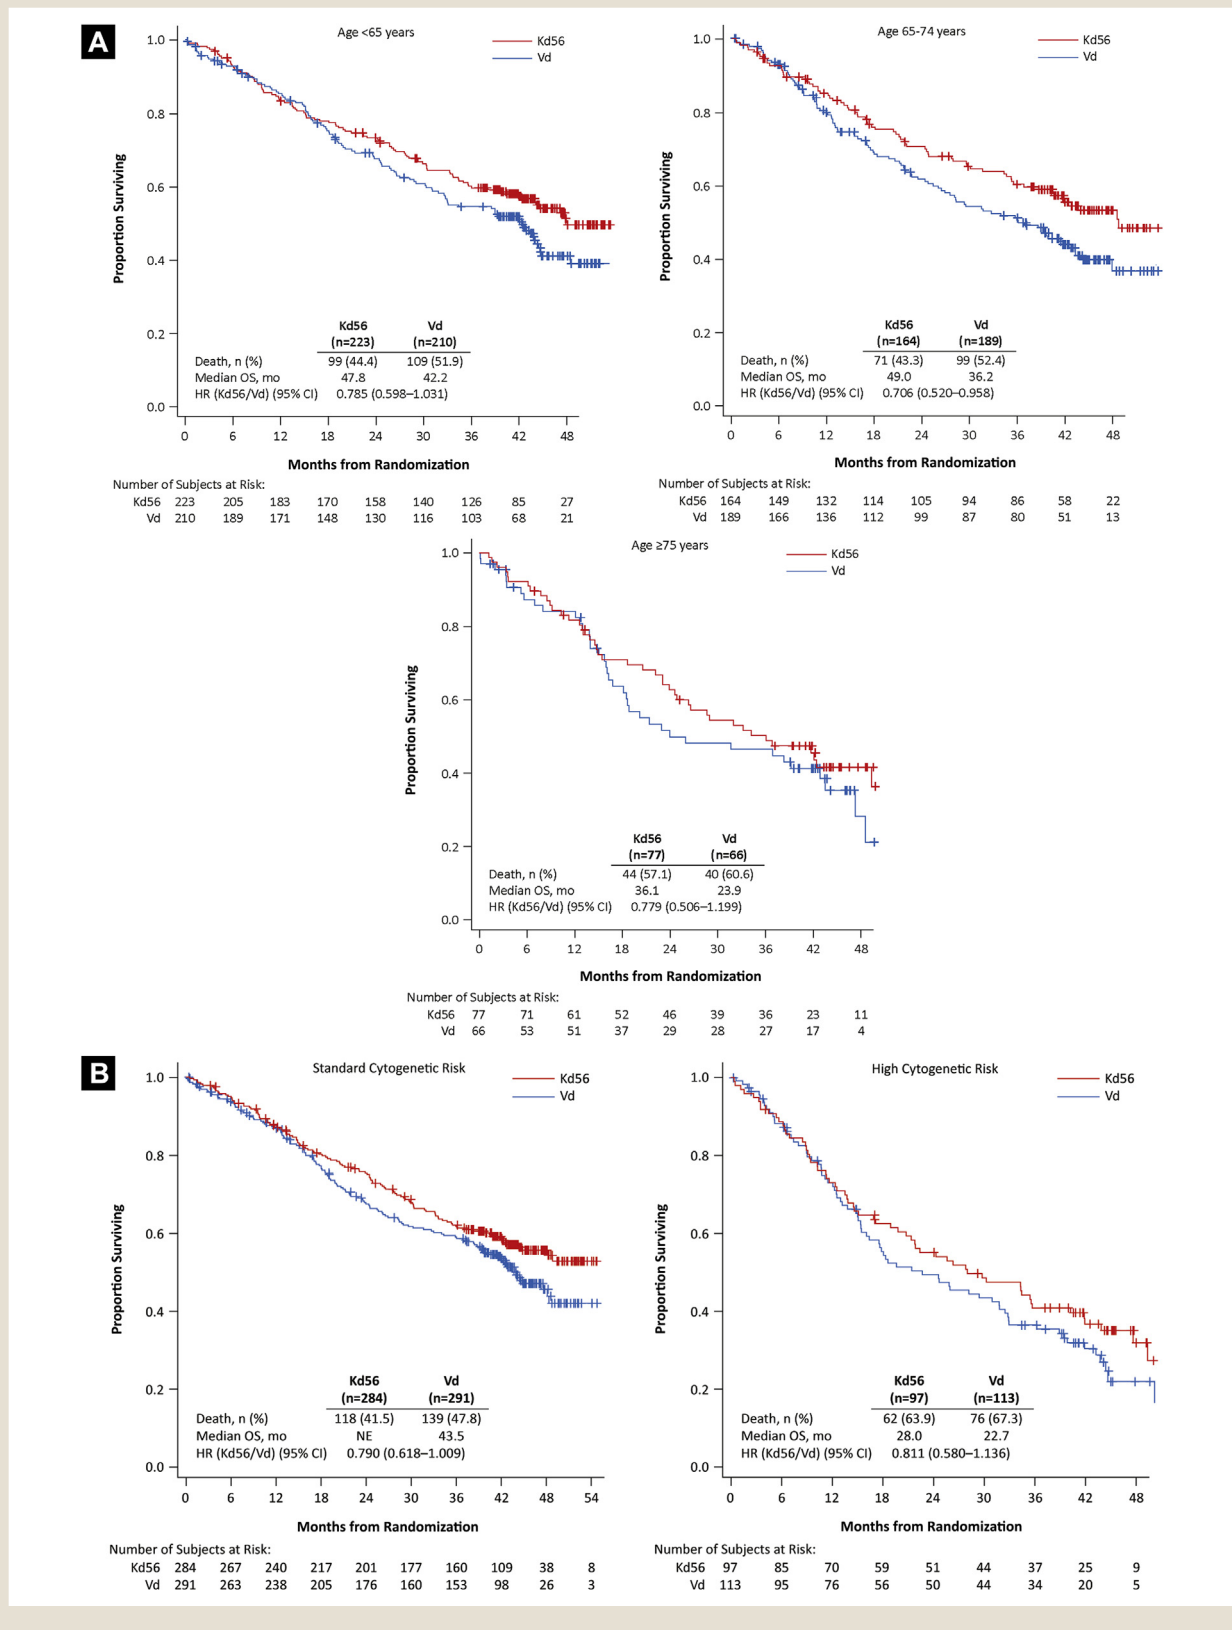 A
Age <65 years
Kd56
Vd
1.0
0.8
0.6
0.4
0.2
0.0
Proportion Surviving
Kd56 Vd
(n=223) (n=210)
Death, n (%) 99 (44.4) 109 (51.9)
Median OS, mo 47.8 42.2
HR (Kd56/Vd) (95% CI) 0.785 (0.598–1.031)
0 6 12 18 24 30 36 42 48
Months from Randomization
Number of Subjects at Risk:
Kd56 223 205 183 170 158 140 126 85 27
Vd 210 189 171 148 130 116 103 68 21
Age 65-74 years
Kd56
Vd
1.0
0.8
0.6
0.4
0.2
0.0
Proportion Surviving
Kd56 Vd
(n=164) (n=189)
Death, n (%) 71 (43.3) 99 (52.4)
Median OS, mo 49.0 36.2
HR (Kd56/Vd) (95% CI) 0.706 (0.520–0.958)
0 6 12 18 24 30 36 42 48
Months from Randomization
Number of Subjects at Risk:
Kd56 164 149 132 114 105 94 86 58 22
Vd 189 166 136 112 99 87 80 51 13
Age ≥75 years
Kd56
Vd
1.0
0.8
0.6
0.4
0.2
0.0
Proportion Surviving
Kd56 Vd
(n=77) (n=66)
Death, n (%) 44 (57.1) 40 (60.6)
Median OS, mo 36.1 23.9
HR (Kd56/Vd) (95% CI) 0.779 (0.506–1.199)
0 6 12 18 24 30 36 42 48
Months from Randomization
Number of Subjects at Risk:
Kd56 77 71 61 52 46 39 36 23 11
Vd 66 53 51 37 29 28 27 17 4
B
Standard Cytogenetic Risk
Kd56
Vd
1.0
0.8
0.6
0.4
0.2
0.0
Proportion Surviving
Kd56 Vd
(n=284) (n=291)
Death, n (%) 118 (41.5) 139 (47.8)
Median OS, mo NE 43.5
HR (Kd56/Vd) (95% CI) 0.790 (0.618–1.009)
0 6 12 18 24 30 36 42 48 54
Months from Randomization
Number of Subjects at Risk:
Kd56 284 267 240 217 201 177 160 109 38 8
Vd 291 263 238 205 176 160 153 98 26 3
High Cytogenetic Risk
Kd56
Vd
1.0
0.8
0.6
0.4
0.2
0.0
Proportion Surviving
Kd56 Vd
(n=97) (n=113)
Death, n (%) 62 (63.9) 76 (67.3)
Median OS, mo 28.0 22.7
HR (Kd56/Vd) (95% CI) 0.811 (0.580–1.136)
0 6 12 18 24 30 36 42 48
Months from Randomization
Number of Subjects at Risk:
Kd56 97 85 70 59 51 44 37 25 9
Vd 113 95 76 56 50 44 34 20 5